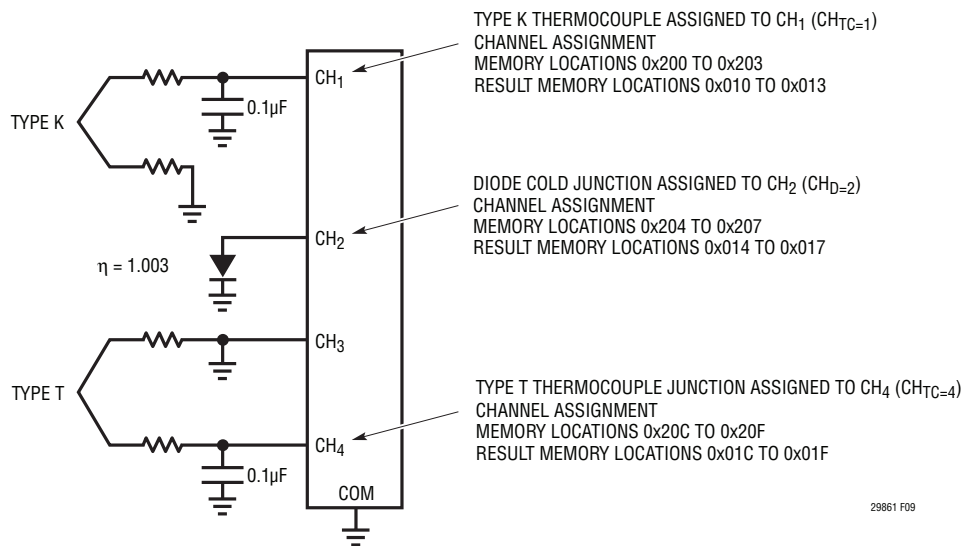 TYPE K THERMOCOUPLE ASSIGNED TO CH1 (CHTC=1)
CHANNEL ASSIGNMENT
MEMORY LOCATIONS 0x200 TO 0x203
RESULT MEMORY LOCATIONS 0x010 TO 0x013
CH1
0.1µF
TYPE K
DIODE COLD JUNCTION ASSIGNED TO CH2 (CHD=2)
CHANNEL ASSIGNMENT
MEMORY LOCATIONS 0x204 TO 0x207
RESULT MEMORY LOCATIONS 0x014 TO 0x017
CH2
η = 1.003
CH3
TYPE T
TYPE T THERMOCOUPLE JUNCTION ASSIGNED TO CH4 (CHTC=4)
CHANNEL ASSIGNMENT
MEMORY LOCATIONS 0x20C TO 0x20F
RESULT MEMORY LOCATIONS 0x01C TO 0x01F
CH4
0.1µF
COM
29861 F09